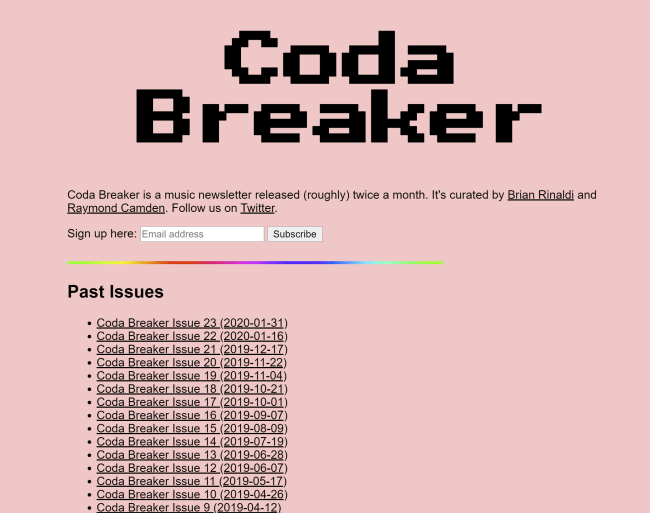 Coda
Breaker
Coda Breaker is a music newsletter released (roughly) twice a month. It's curated by Brian Rinaldi and
Raymond Camden. Follow us on Twitter.
Sign up here: Email address Subscribe
Past Issues
• Coda Breaker Issue 23 (2020-01-31)
• Coda Breaker Issue 22 (2020-01-16)
• Coda Breaker Issue 21 (2019-12-17)
• Coda Breaker Issue 20 (2019-11-22)
• Coda Breaker Issue 19 (2019-11-04)
• Coda Breaker Issue 18 (2019-10-21)
• Coda Breaker Issue 17 (2019-10-01)
• Coda Breaker Issue 16 (2019-09-07)
• Coda Breaker Issue 15 (2019-08-09)
• Coda Breaker Issue 14 (2019-07-19)
• Coda Breaker Issue 13 (2019-06-28)
• Coda Breaker Issue 12 (2019-06-07)
• Coda Breaker Issue 11 (2019-05-17)
• Coda Breaker Issue 10 (2019-04-26)
• Coda Breaker Issue 9 (2019-04-12)